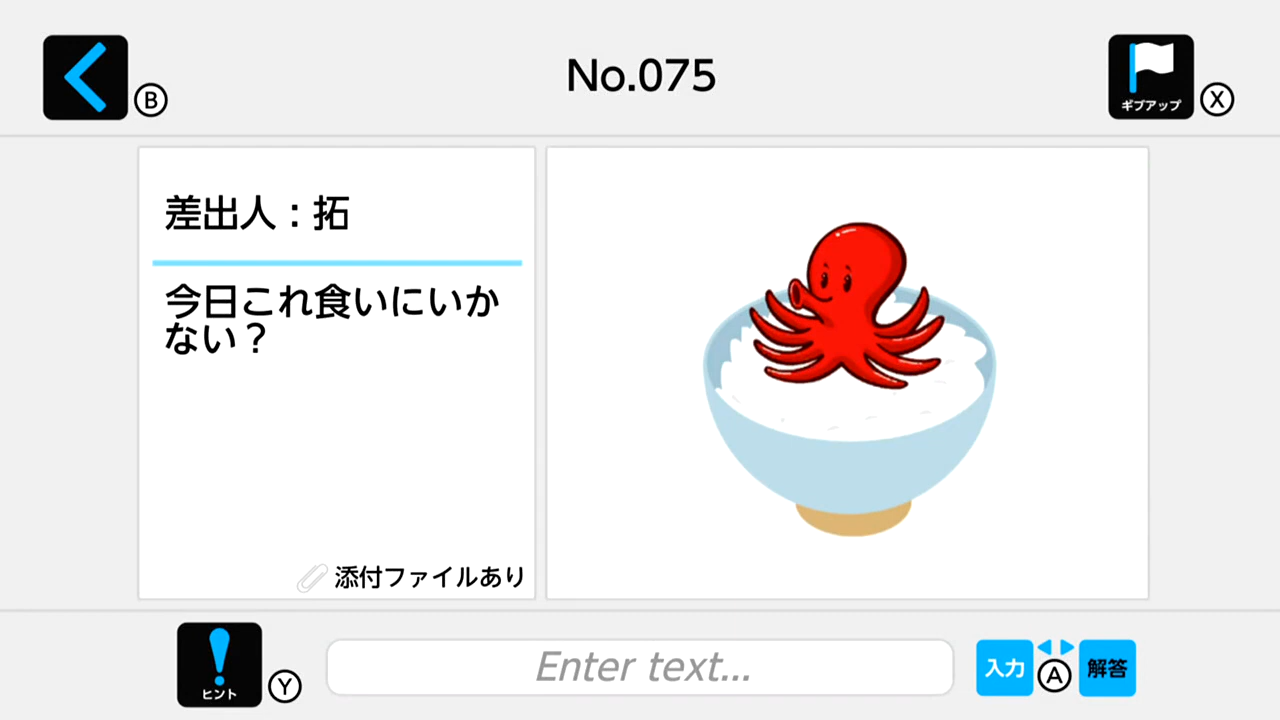 No.075
B
ギブアップ
X
差出人：拓
今日これ食いにいか
ない？
添付ファイルあり
ヒント
Y
Enter text...
入力
A
解答